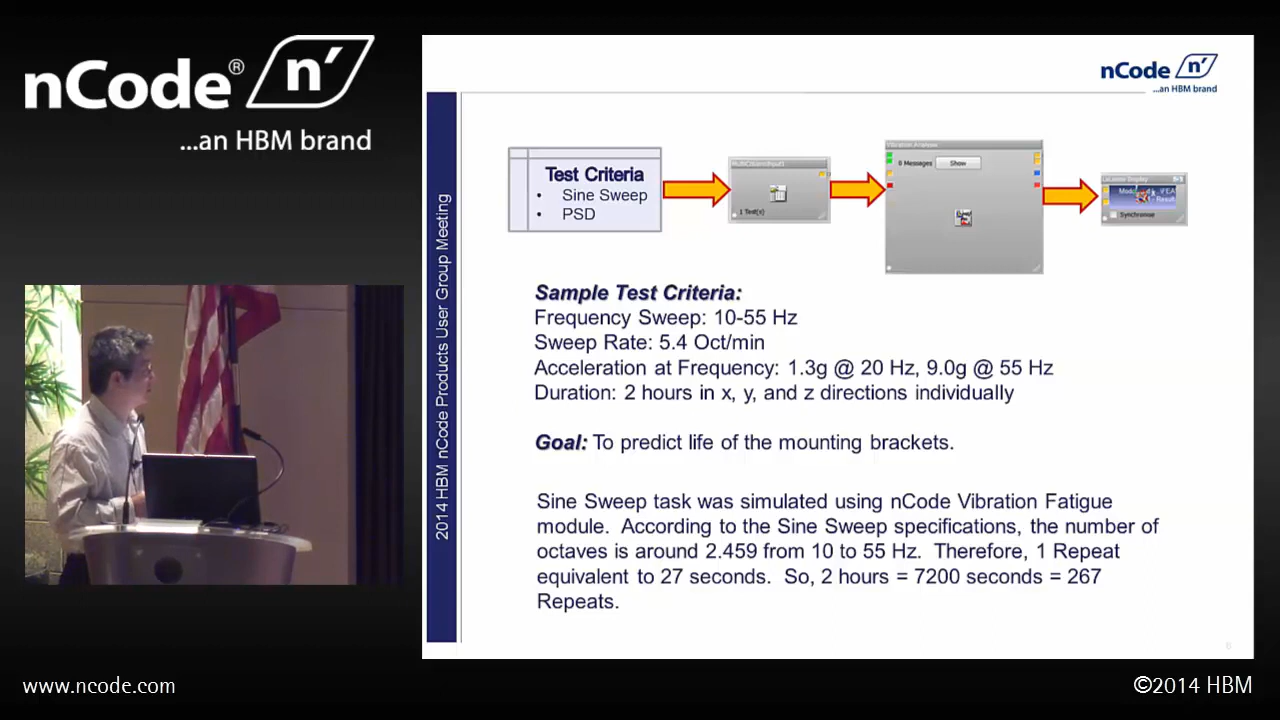 nCode® n'
...an HBM brand
nCode n'
...an HBM brand
2014 HBM nCode Products User Group Meeting
Test Criteria
• Sine Sweep
• PSD
1 Test(s)
Vibration Analysis
0 Messages Show
Display
Synchronise
Sample Test Criteria:
Frequency Sweep: 10-55 Hz
Sweep Rate: 5.4 Oct/min
Acceleration at Frequency: 1.3g @ 20 Hz, 9.0g @ 55 Hz
Duration: 2 hours in x, y, and z directions individually
Goal: To predict life of the mounting brackets.
Sine Sweep task was simulated using nCode Vibration Fatigue
module. According to the Sine Sweep specifications, the number of
octaves is around 2.459 from 10 to 55 Hz. Therefore, 1 Repeat
equivalent to 27 seconds. So, 2 hours = 7200 seconds = 267
Repeats.
6
www.ncode.com
©2014 HBM